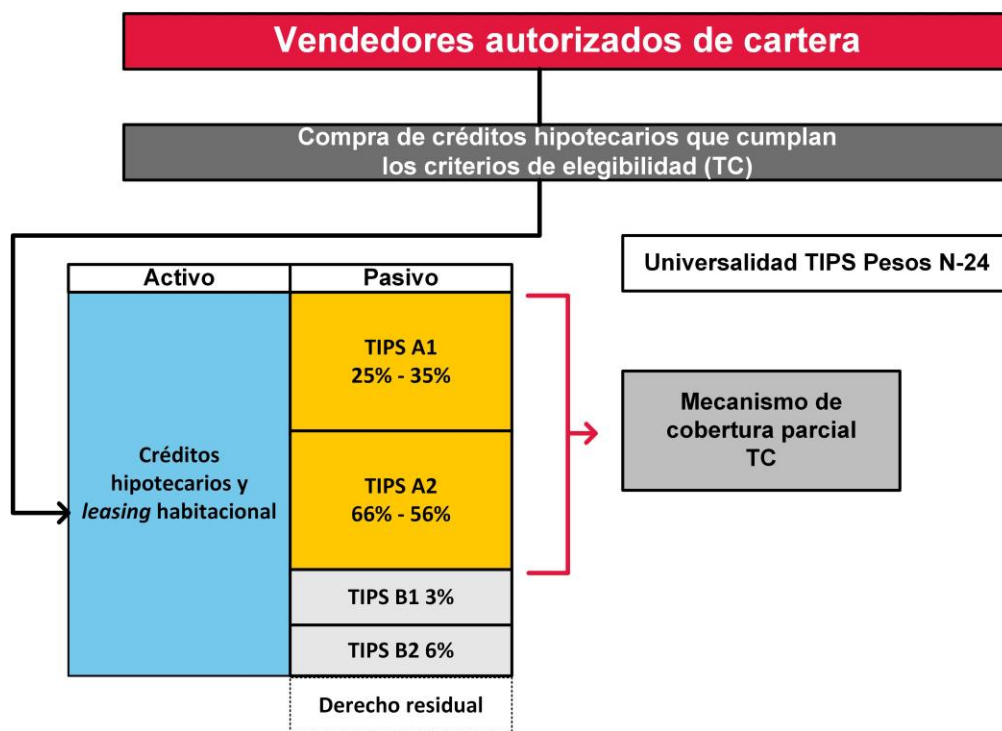 Vendedores autorizados de cartera
Compra de créditos hipotecarios que cumplan
los criterios de elegibilidad (TC)
Universalidad TIPS Pesos N-24
Activo
Pasivo
Créditos
hipotecarios y
leasing habitacional
TIPS A1
25% - 35%
TIPS A2
66% - 56%
TIPS B1 3%
TIPS B2 6%
Derecho residual
Mecanismo de
cobertura parcial
TC